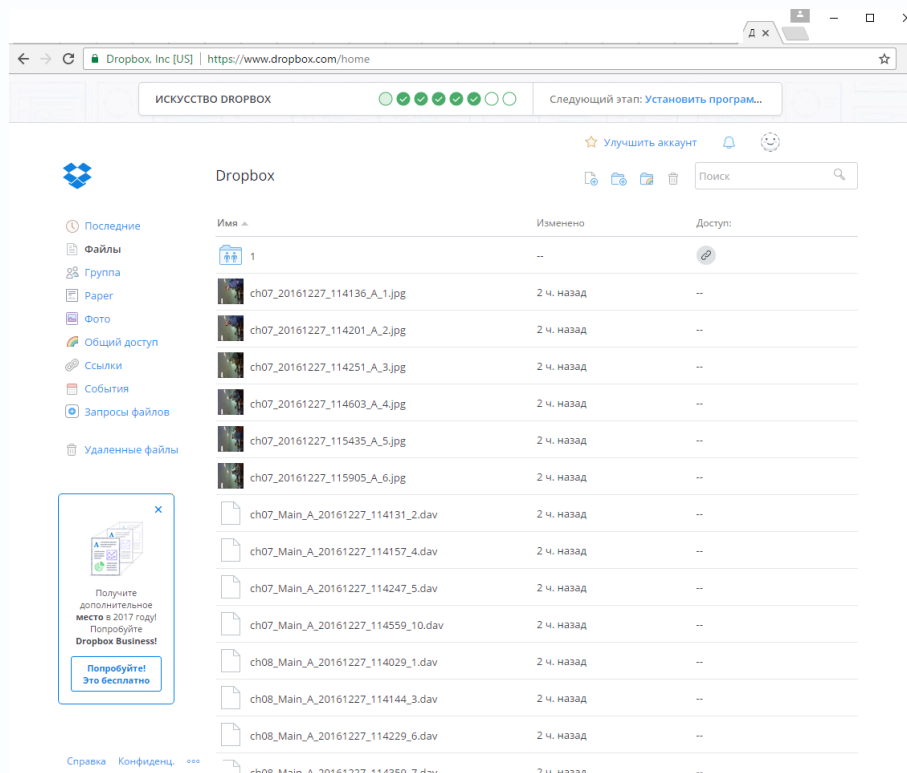 Д
Dropbox, Inc [US] | https://www.dropbox.com/home
ИСКУССТВО DROPBOX
Следующий этап: Установить програм...
Улучшить аккаунт
Dropbox
Поиск
Последние
Файлы
Группа
Paper
Фото
Общий доступ
Ссылки
События
Запросы файлов
Удаленные файлы
Получите
дополнительное
место в 2017 году!
Попробуйте
Dropbox Business!
Попробуйте!
Это бесплатно
Справка Конфиденц.
Имя Изменено Доступ:
1 --
ch07_20161227_114136_A_1.jpg 2 ч. назад --
ch07_20161227_114201_A_2.jpg 2 ч. назад --
ch07_20161227_114251_A_3.jpg 2 ч. назад --
ch07_20161227_114603_A_4.jpg 2 ч. назад --
ch07_20161227_115435_A_5.jpg 2 ч. назад --
ch07_20161227_115905_A_6.jpg 2 ч. назад --
ch07_Main_A_20161227_114131_2.dav 2 ч. назад --
ch07_Main_A_20161227_114157_4.dav 2 ч. назад --
ch07_Main_A_20161227_114247_5.dav 2 ч. назад --
ch07_Main_A_20161227_114559_10.dav 2 ч. назад --
ch08_Main_A_20161227_114029_1.dav 2 ч. назад --
ch08_Main_A_20161227_114144_3.dav 2 ч. назад --
ch08_Main_A_20161227_114229_6.dav 2 ч. назад --
ch08_Main_A_20161227_114350_7.dav 2 ч. назад --